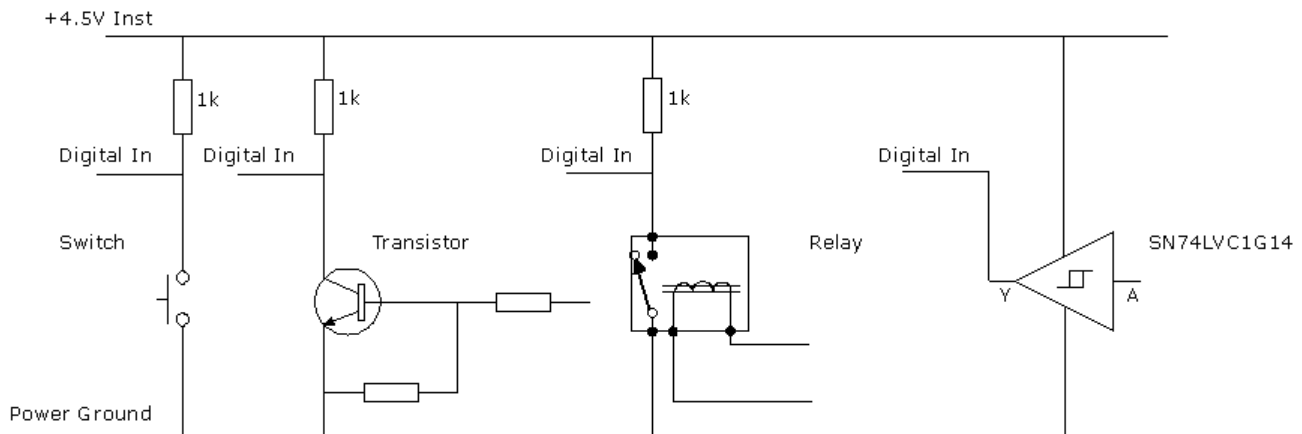 +4.5V Inst
1k 1k 1k
Digital In Digital In Digital In Digital In
Switch Transistor Relay SN74LVC1G14
Y A
Power Ground